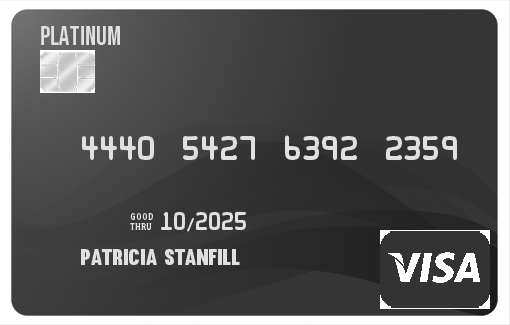 PLATINUM
4440 5427 6392 2359
GOOD THRU 10/2025
PATRICIA STANFILL
VISA